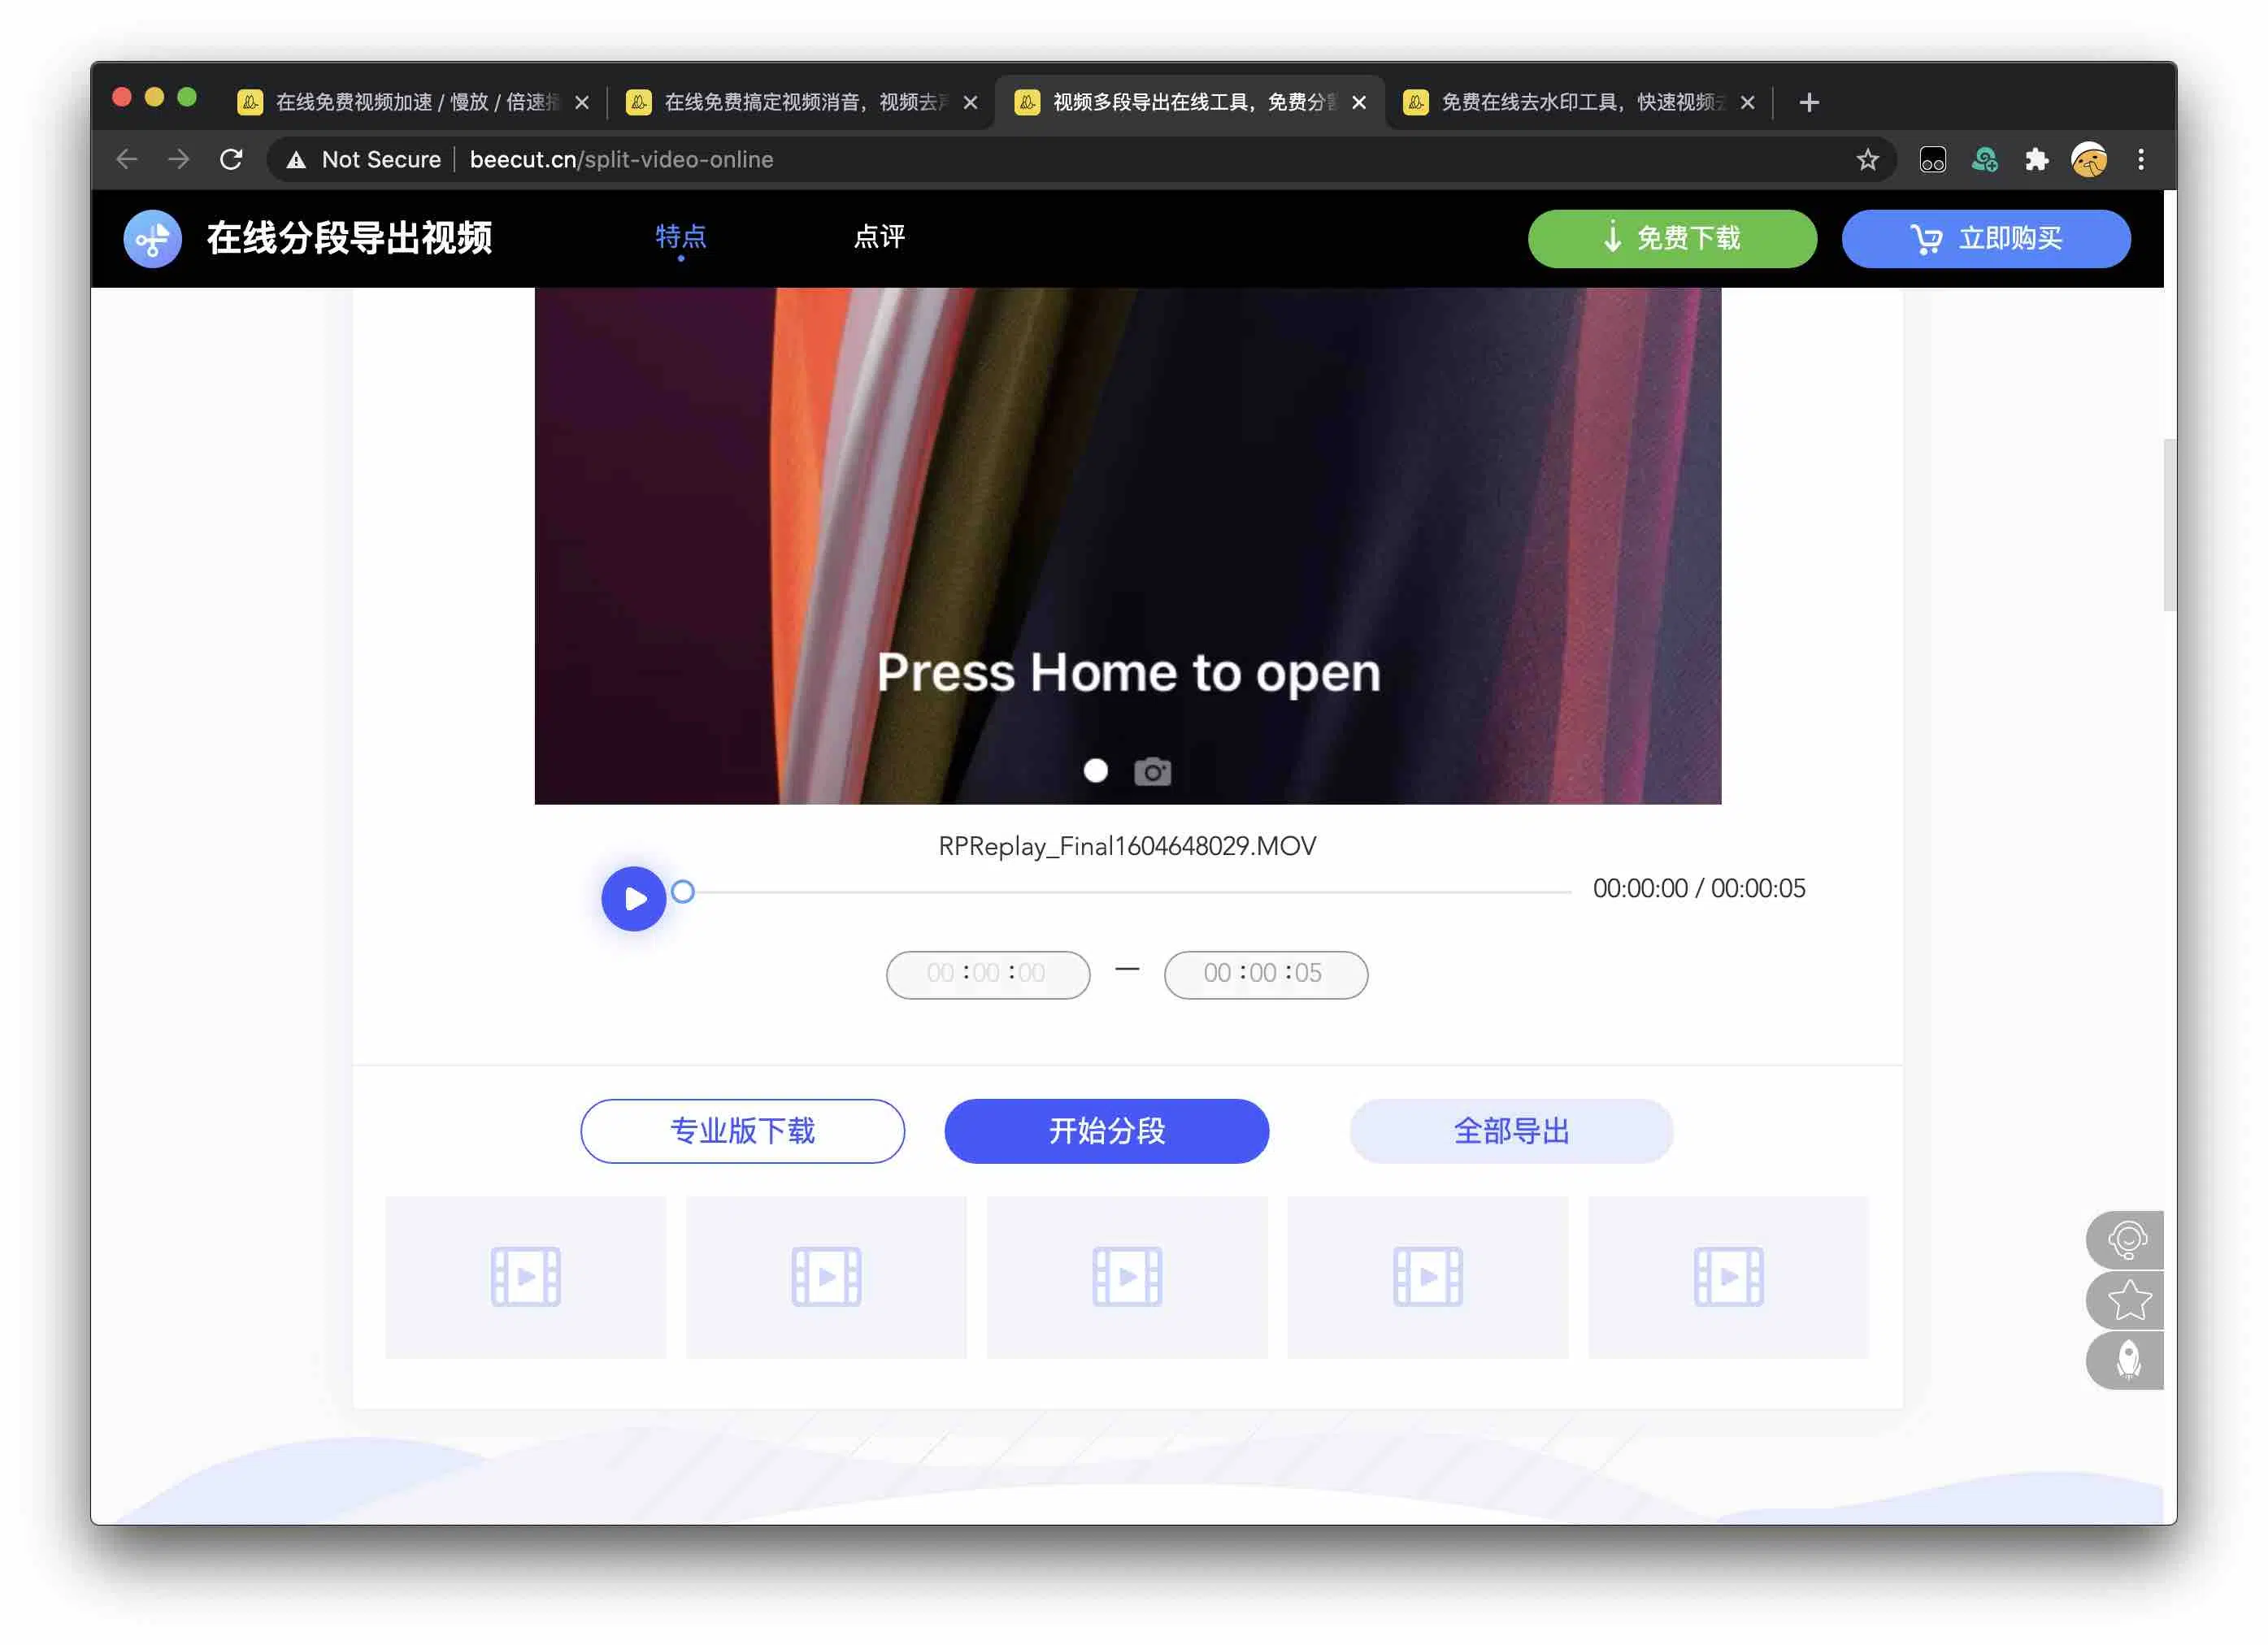 在线免费视频加速 / 慢放 / 倍速
在线免费搞定视频消音，视频去
视频多段导出在线工具，免费分
免费在线去水印工具，快速视频
Not Secure
beecut.cn/split-video-online
在线分段导出视频
特点
点评
免费下载
立即购买
Press Home to open
RPReplay_Final1604648029.MOV
00:00:00 / 00:00:05
00 :00 :00 — 00 :00 :05
专业版下载
开始分段
全部导出